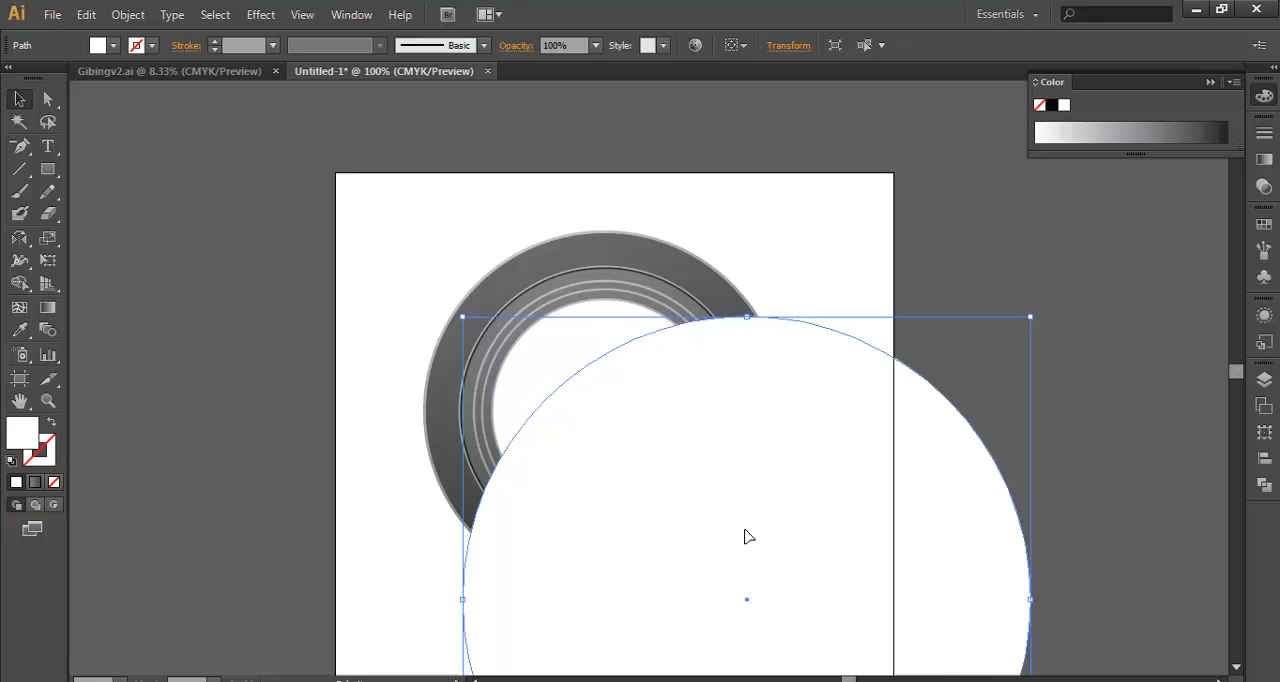 Ai File Edit Object Type Select Effect View Window Help Br Essentials
Path Stroke: Basic Opacity: 100% Style: Transform
Gibingv2.ai @ 8.33% (CMYK/Preview) × Untitled-1* @ 100% (CMYK/Preview) ×
Color
T